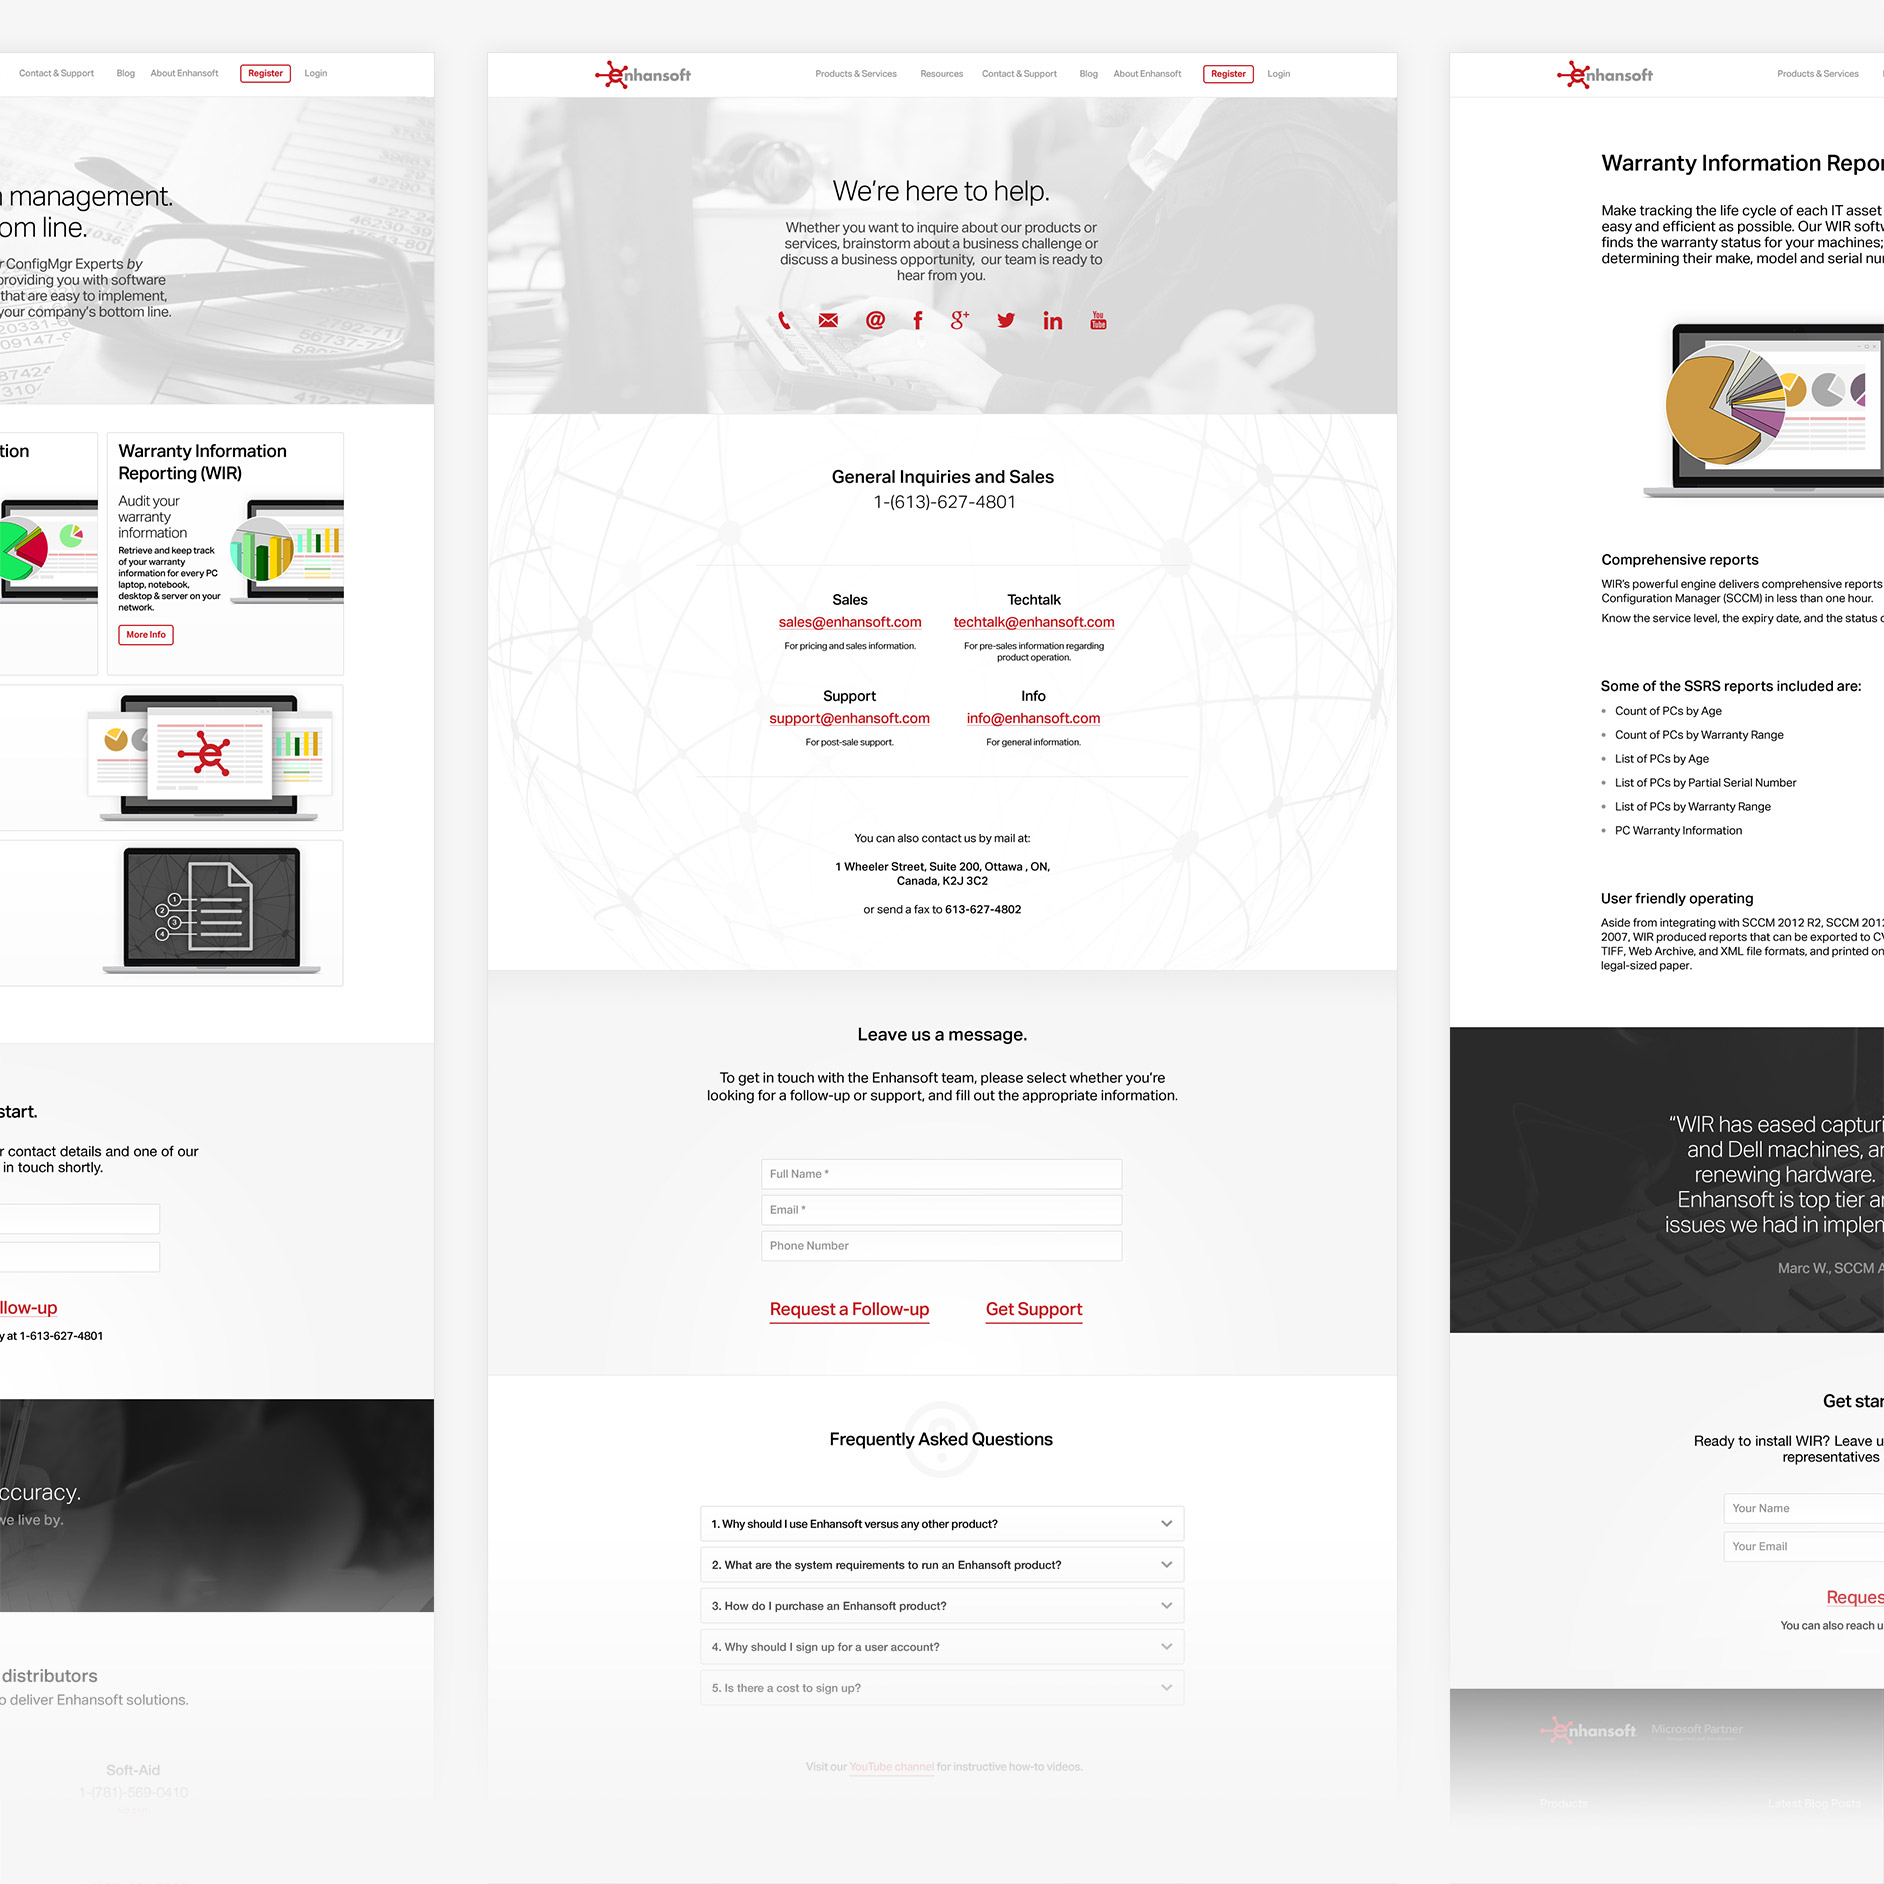 Contact & Support
Blog
About Enhansoft
Register
Login
management.
om line.
ConfigMgr Experts by
providing you with software
that are easy to implement,
your company's bottom line.
tion
Warranty Information
Reporting (WIR)
Audit your
warranty
information
Retrieve and keep track
of your warranty
information for every PC
laptop, notebook,
desktop & server on your
network.
More Info
1
2
3
4
start.
r contact details and one of our
in touch shortly.
llow-up
y at 1-613-627-4801
ccuracy.
we live by.
distributors
o deliver Enhansoft solutions.
Soft-Aid
1-(781)-569-0410
enhansoft
Products & Services
Resources
Contact & Support
Blog
About Enhansoft
Register
Login
We're here to help.
Whether you want to inquire about our products or
services, brainstorm about a business challenge or
discuss a business opportunity, our team is ready to
hear from you.
General Inquiries and Sales
1-(613)-627-4801
Sales
sales@enhansoft.com
For pricing and sales information.
Techtalk
techtalk@enhansoft.com
For pre-sales information regarding
product operation.
Support
support@enhansoft.com
For post-sale support.
Info
info@enhansoft.com
For general information.
You can also contact us by mail at:
1 Wheeler Street, Suite 200, Ottawa , ON,
Canada, K2J 3C2
or send a fax to 613-627-4802
Leave us a message.
To get in touch with the Enhansoft team, please select whether you're
looking for a follow-up or support, and fill out the appropriate information.
Full Name *
Email *
Phone Number
Request a Follow-up
Get Support
Frequently Asked Questions
1. Why should I use Enhansoft versus any other product?
2. What are the system requirements to run an Enhansoft product?
3. How do I purchase an Enhansoft product?
4. Why should I sign up for a user account?
5. Is there a cost to sign up?
Visit our YouTube channel for instructive how-to videos.
enhansoft
Products & Services
Warranty Information Repor
Make tracking the life cycle of each IT asset
easy and efficient as possible. Our WIR softw
finds the warranty status for your machines;
determining their make, model and serial nu
Comprehensive reports
WIR's powerful engine delivers comprehensive reports
Configuration Manager (SCCM) in less than one hour.
Know the service level, the expiry date, and the status o
Some of the SSRS reports included are:
• Count of PCs by Age
• Count of PCs by Warranty Range
• List of PCs by Age
• List of PCs by Partial Serial Number
• List of PCs by Warranty Range
• PC Warranty Information
User friendly operating
Aside from integrating with SCCM 2012 R2, SCCM 2012
2007, WIR produced reports that can be exported to CV
TIFF, Web Archive, and XML file formats, and printed on
legal-sized paper.
“WIR has eased capturi
and Dell machines, an
renewing hardware.
Enhansoft is top tier an
issues we had in implem
Marc W., SCCM A
Get star
Ready to install WIR? Leave u
representatives
Your Name
Your Email
Reques
You can also reach u
enhansoft
Microsoft Partner
Products
Latest Blog Posts